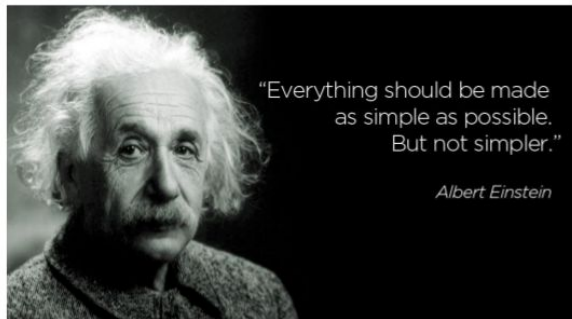 “Everything should be made
as simple as possible.
But not simpler.”
Albert Einstein